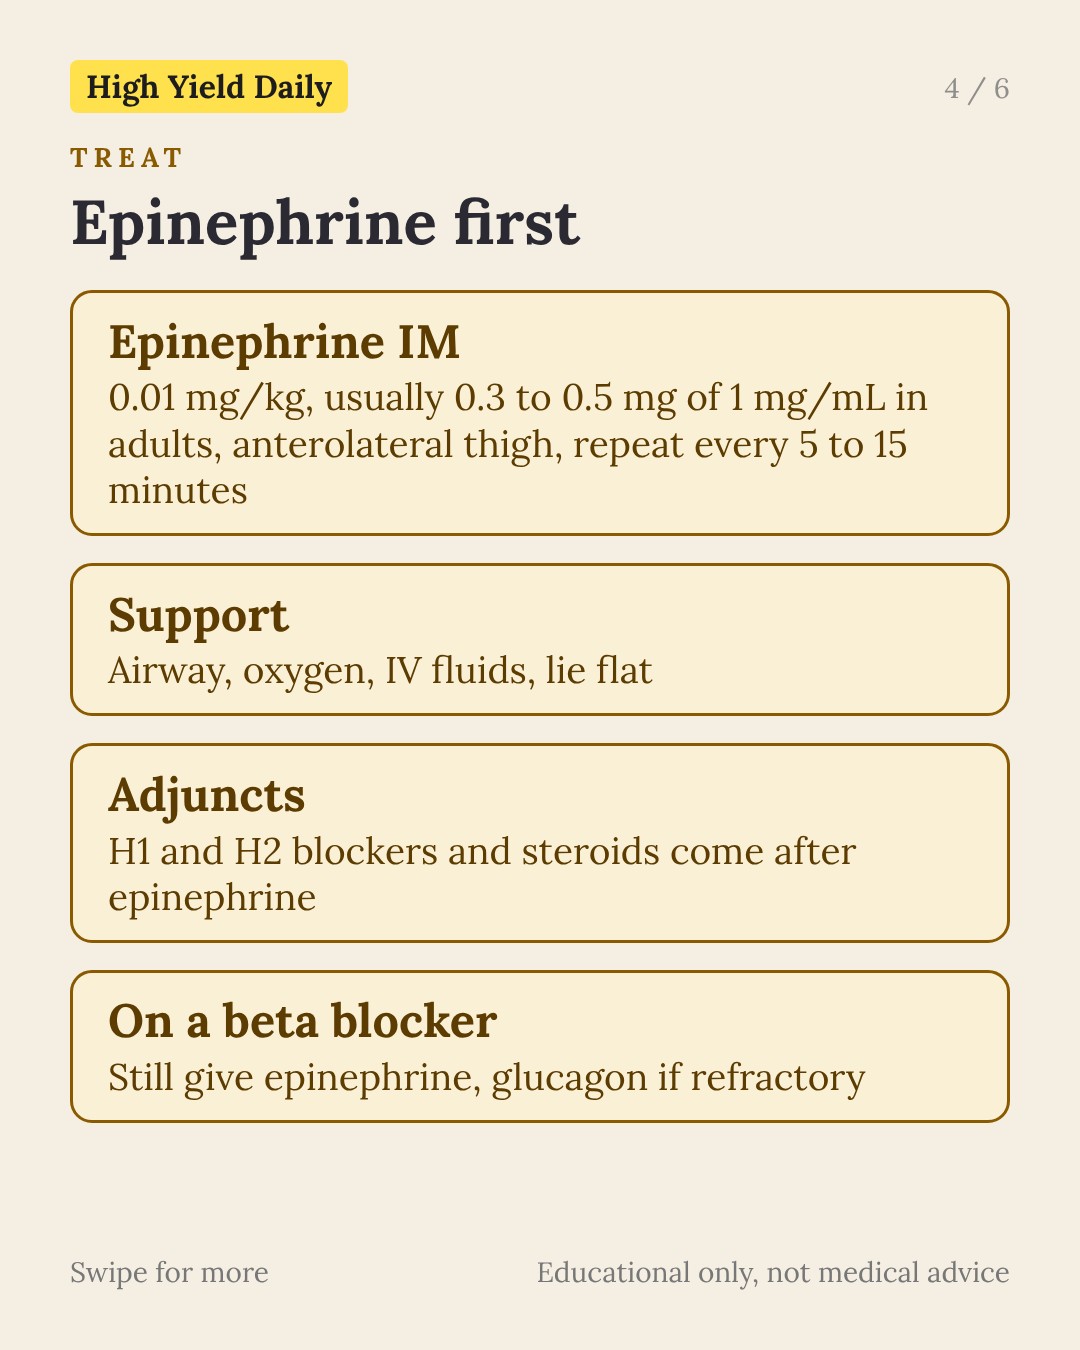 High Yield Daily
4 / 6
TREAT
Epinephrine first
Epinephrine IM
0.01 mg/kg, usually 0.3 to 0.5 mg of 1 mg/mL in
adults, anterolateral thigh, repeat every 5 to 15
minutes
Support
Airway, oxygen, IV fluids, lie flat
Adjuncts
H1 and H2 blockers and steroids come after
epinephrine
On a beta blocker
Still give epinephrine, glucagon if refractory
Swipe for more
Educational only, not medical advice